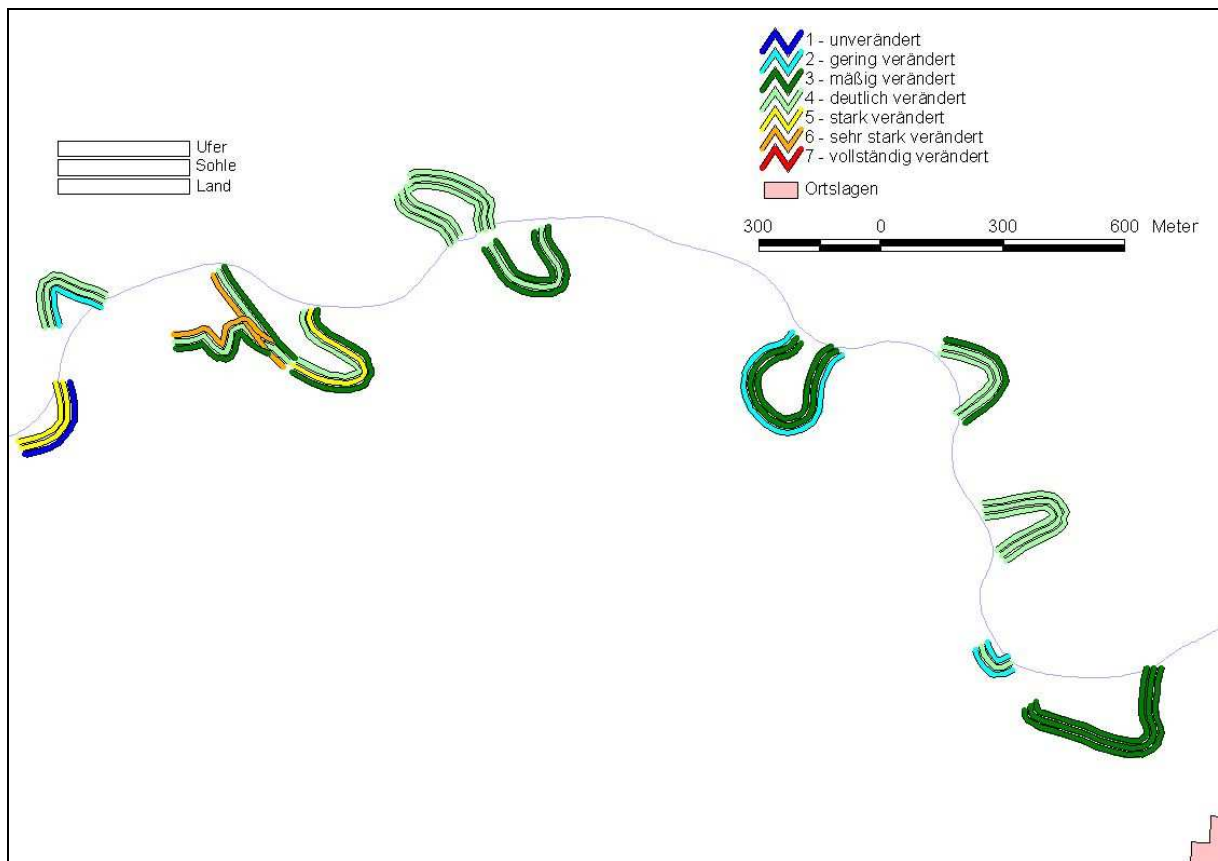 1 - unverändert
2 - gering verändert
3 - mäßig verändert
4 - deutlich verändert
5 - stark verändert
6 - sehr stark verändert
7 - vollständig verändert
Ortslagen
Ufer
Sohle
Land
300 0 300 600 Meter